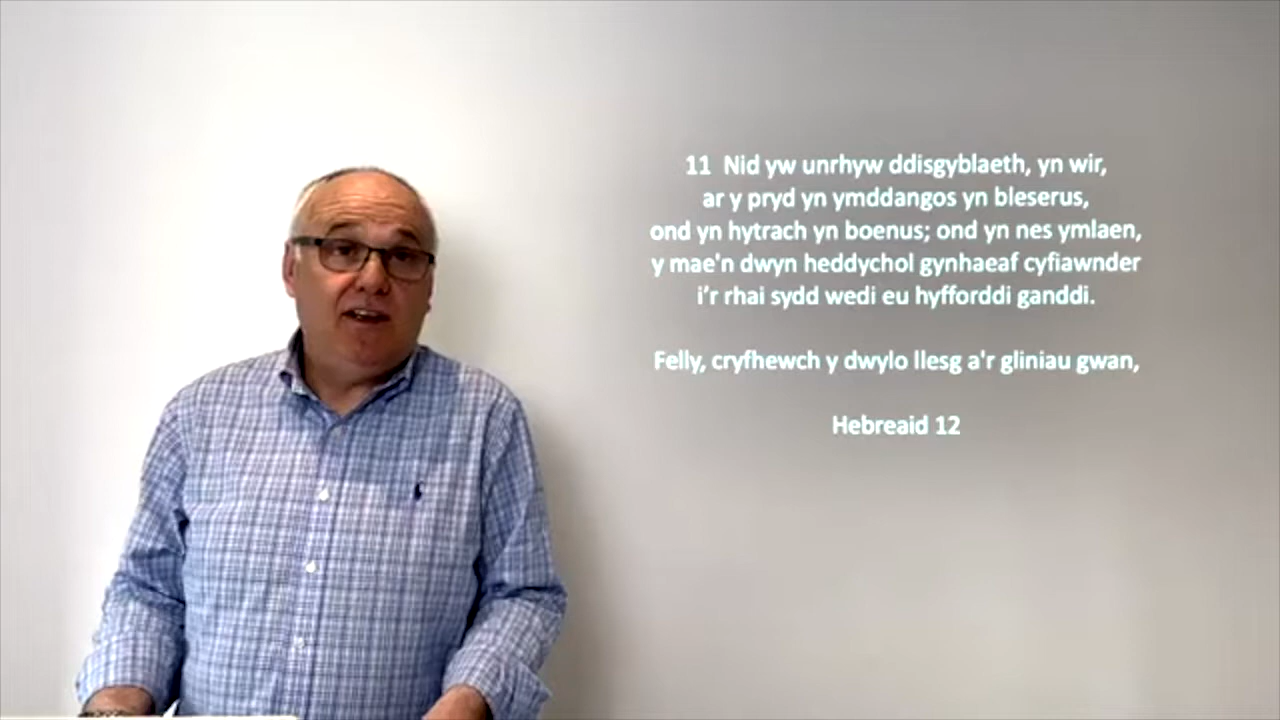 11 Nid yw unrhyw ddisgyblaeth, yn wir,
ar y pryd yn ymddangos yn bleserus,
ond yn hytrach yn boenus; ond yn nes ymlaen,
y mae'n dwyn heddychol gynhaeaf cyfiawnder
i’r rhai sydd wedi eu hyfforddi ganddi.
Felly, cryfhewch y dwylo llesg a'r gliniau gwan,
Hebreaid 12